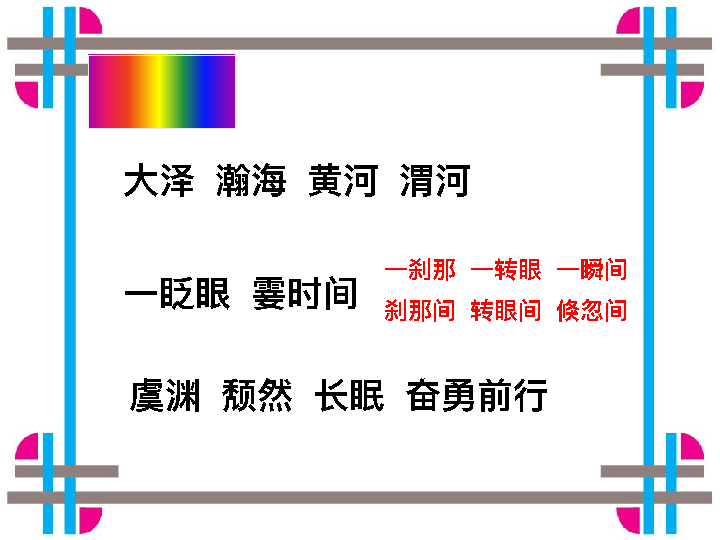 大泽 瀚海 黄河 渭河
一眨眼 霎时间
一刹那 一转眼 一瞬间
刹那间 转眼间 倏忽间
虞渊 颓然 长眠 奋勇前行